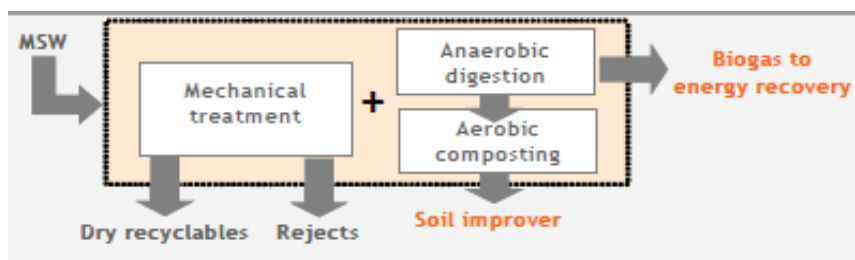 MSW
Mechanical
treatment
+
Anaerobic
digestion
Aerobic
composting
Biogas to
energy recovery
Dry recyclables
Rejects
Soil improver